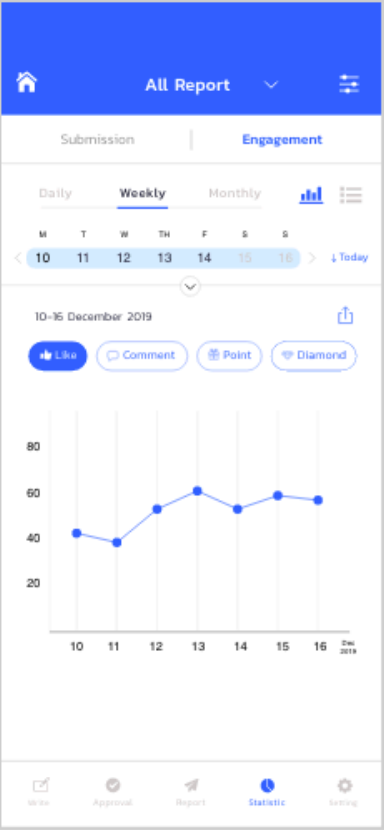 All Report
Submission Engagement
Daily Weekly Monthly
M T W TH F S S
10 11 12 13 14 15 16 Today
10-16 December 2019
Like Comment Point Diamond
80
60
40
20
10 11 12 13 14 15 16 Dec 2019
Write Approval Report Statistic Setting